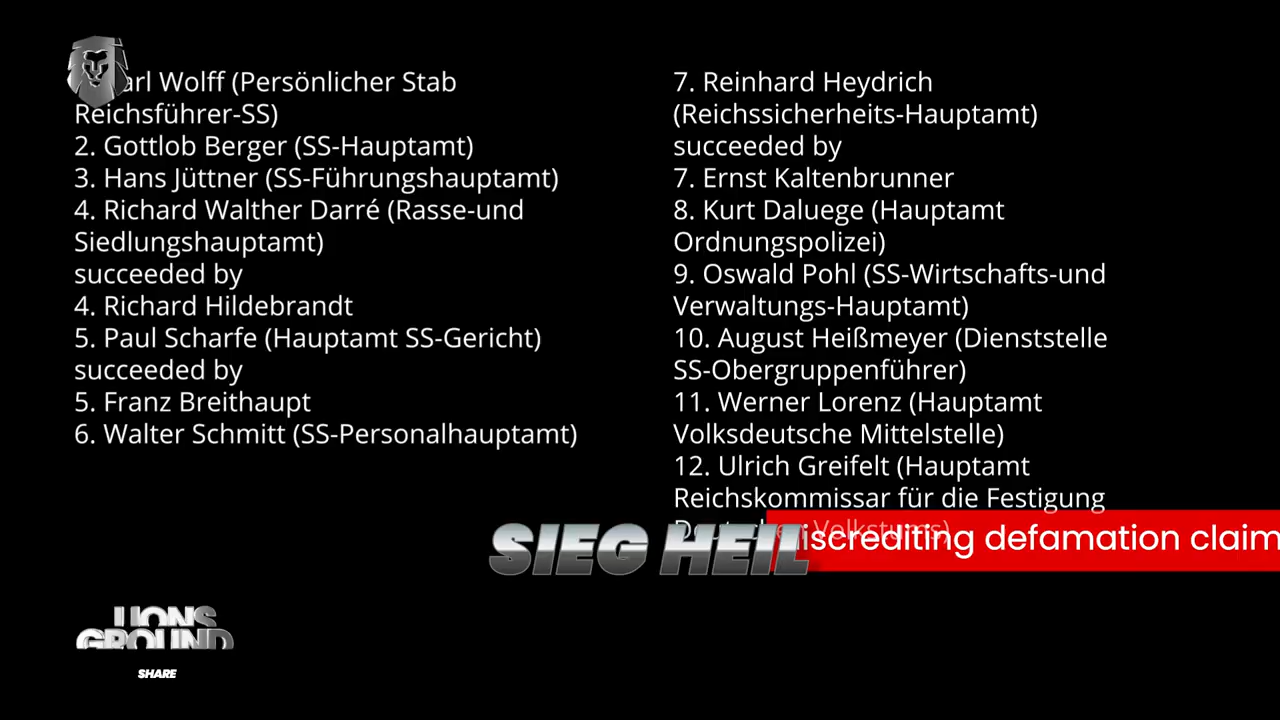 arl Wolff (Persönlicher Stab
Reichsführer-SS)
2. Gottlob Berger (SS-Hauptamt)
3. Hans Jüttner (SS-Führungshauptamt)
4. Richard Walther Darré (Rasse-und
Siedlungshauptamt)
succeeded by
4. Richard Hildebrandt
5. Paul Scharfe (Hauptamt SS-Gericht)
succeeded by
5. Franz Breithaupt
6. Walter Schmitt (SS-Personalhauptamt)
7. Reinhard Heydrich
(Reichssicherheits-Hauptamt)
succeeded by
7. Ernst Kaltenbrunner
8. Kurt Daluege (Hauptamt
Ordnungspolizei)
9. Oswald Pohl (SS-Wirtschafts-und
Verwaltungs-Hauptamt)
10. August Heißmeyer (Dienststelle
SS-Obergruppenführer)
11. Werner Lorenz (Hauptamt
Volksdeutsche Mittelstelle)
12. Ulrich Greifelt (Hauptamt
Reichskommissar für die Festigung
Volkstums)
SIEG HEIL
iscrediting defamation claim
LIONS
GROUND
SHARE